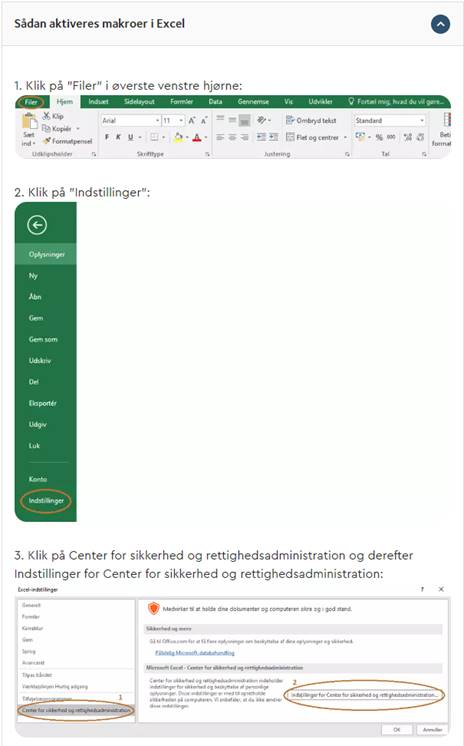 Sådan aktiveres makroer i Excel
1. Klik på "Filer" i øverste venstre hjørne:
Filer Hjem Indsæt Sidelayout Formler Data Gennemse Vis Udvikler Fortæl mig, hvad du vil gøre...
Klip
Kopiér
Formatpensel
Sæt ind
Arial 11
F K U
Ombryd tekst
Flet og centrer
Standard
% 000
Udklipsholder Skrifttype Justering Tal
2. Klik på "Indstillinger":
Oplysninger
Ny
Åbn
Gem
Gem som
Udskriv
Del
Eksportér
Udgiv
Luk
Konto
Indstillinger
3. Klik på Center for sikkerhed og rettighedsadministration og derefter
Indstillinger for Center for sikkerhed og rettighedsadministration:
Excel-indstillinger ? ×
Generelt
Formler
Korrektur
Gem
Sprog
Avanceret
Tilpas båndet
Værktøjslinjen Hurtig adgang
Tilføjelsesprogrammer
1
Center for sikkerhed og rettighedsadministration
Medvirker til at holde dine dokumenter og computeren sikre og i god stand.
Sikkerhed og mere
Gå til Office.com for at få flere oplysninger om beskyttelse af dine oplysninger og sikkerhed.
Pålidelig Microsoft-databehandling
Microsoft Excel - Center for sikkerhed og rettighedsadministration
Center for sikkerhed og rettighedsadministration indeholder
indstillinger for sikkerhed og beskyttelse af personlige
oplysninger. Disse indstillinger er med til at opretholde
sikkerheden på computeren. Vi anbefaler, at du ikke ændrer
disse indstillinger.
2
Indstillinger for Center for sikkerhed og rettighedsadministration...
OK Annuller